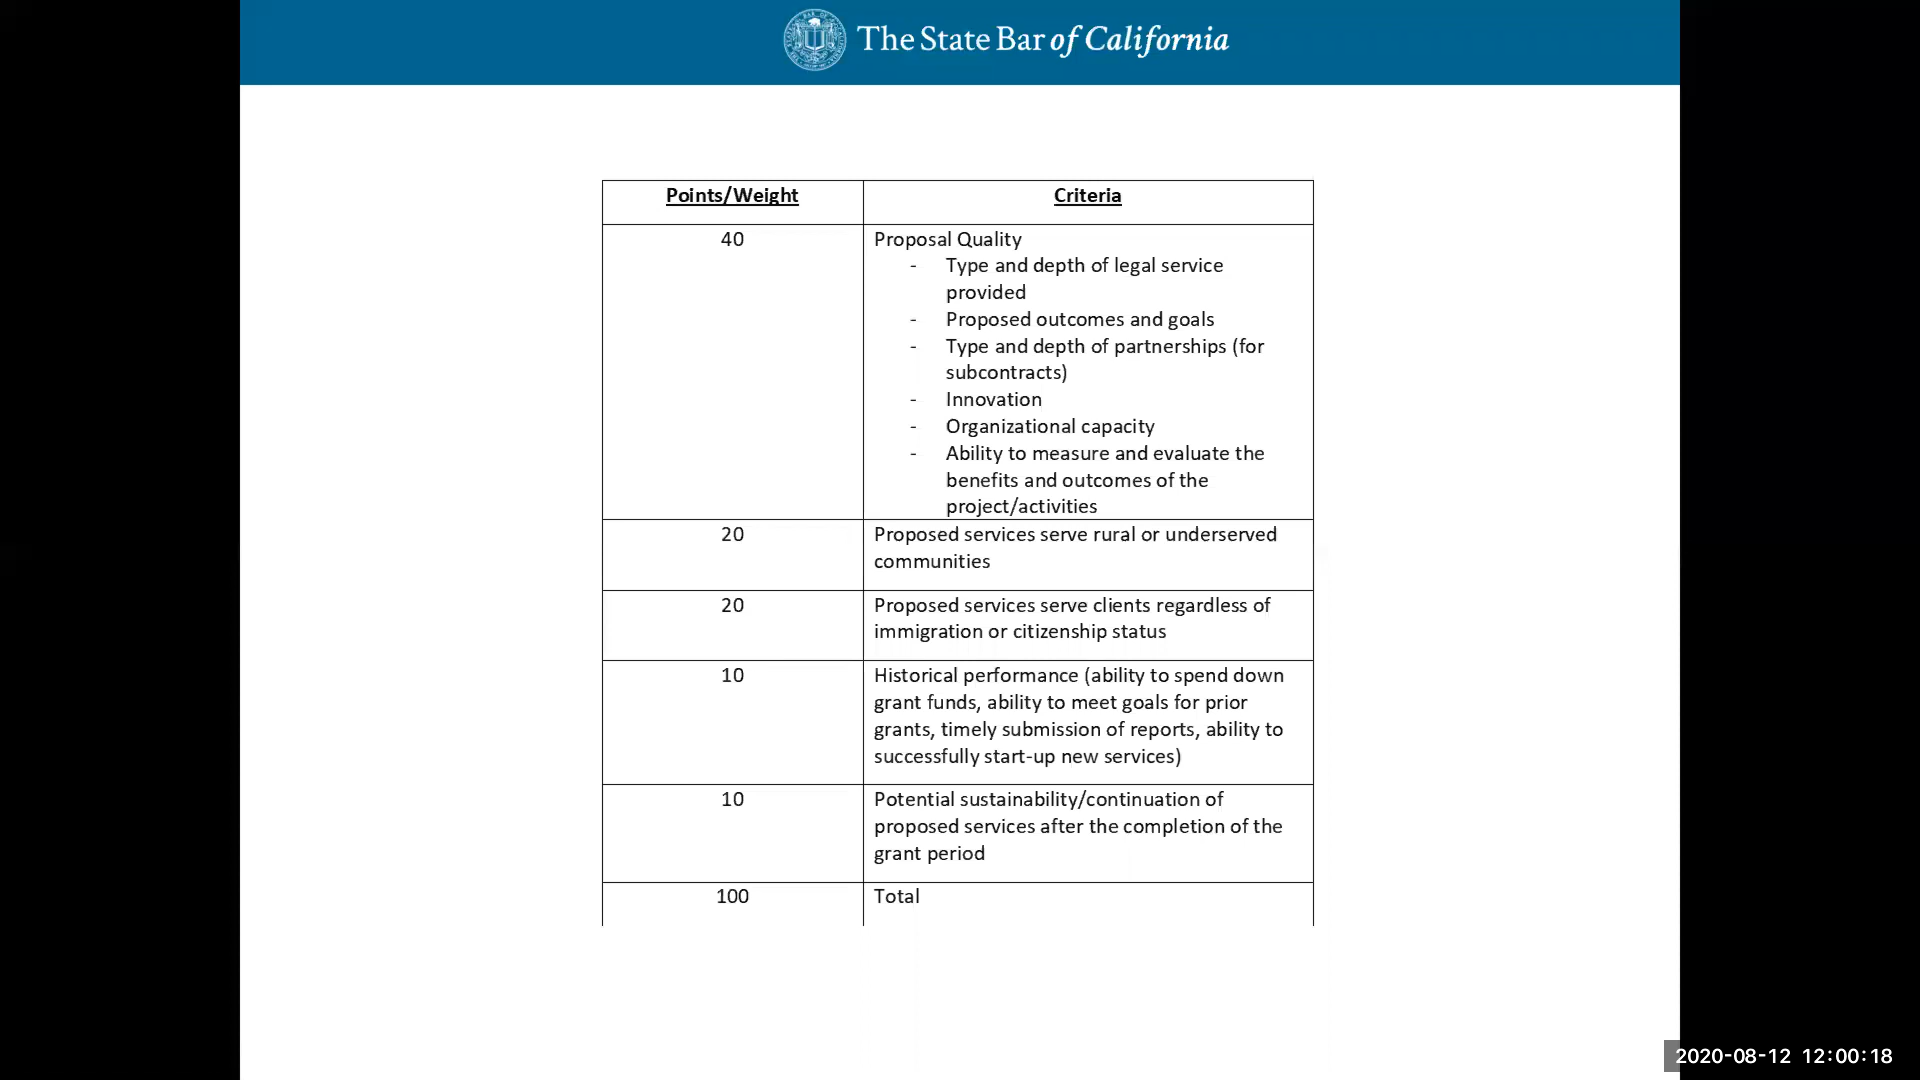 The State Bar of California
Points/Weight Criteria
40 Proposal Quality
- Type and depth of legal service
provided
- Proposed outcomes and goals
- Type and depth of partnerships (for
subcontracts)
- Innovation
- Organizational capacity
- Ability to measure and evaluate the
benefits and outcomes of the
project/activities
20 Proposed services serve rural or underserved
communities
20 Proposed services serve clients regardless of
immigration or citizenship status
10 Historical performance (ability to spend down
grant funds, ability to meet goals for prior
grants, timely submission of reports, ability to
successfully start-up new services)
10 Potential sustainability/continuation of
proposed services after the completion of the
grant period
100 Total
2020-08-12 12:00:18